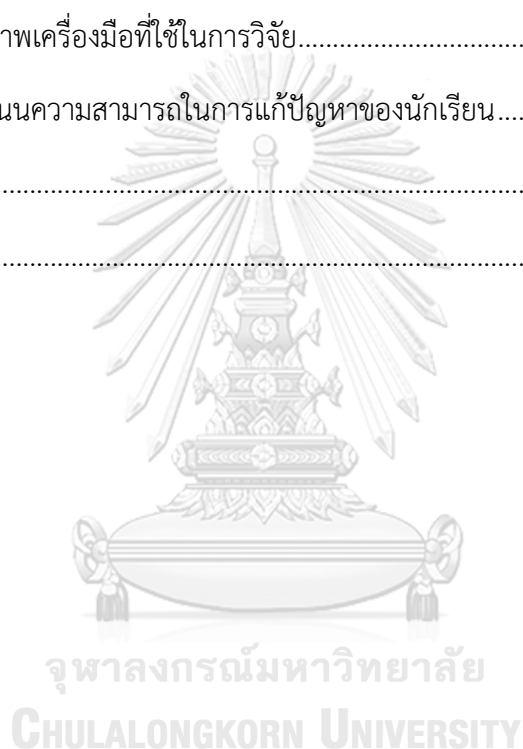 าพเครื่องมือที่ใช้ในการวิจัย................................
นนความสามารถในการแก้ปัญหาของนักเรียน....
................................................................................
................................................................................
จุฬาลงกรณ์มหาวิทยาลัย
CHULALONGKORN UNIVERSITY